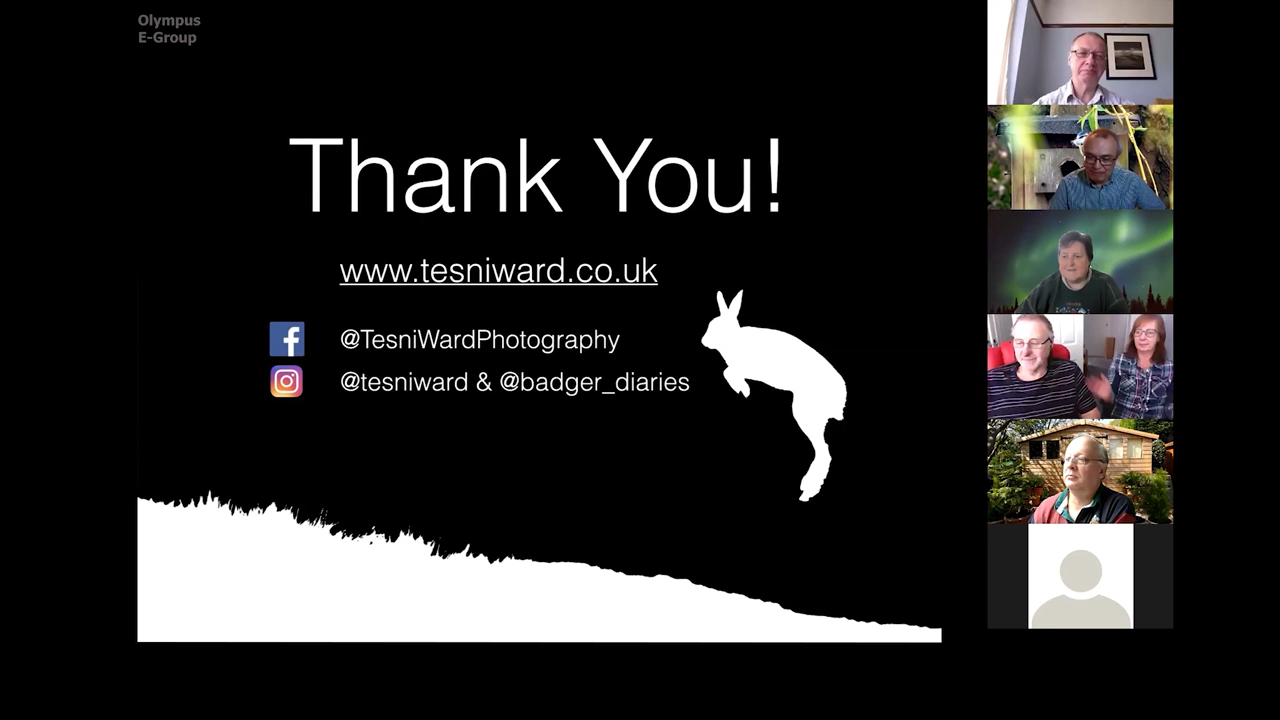 Olympus
E-Group
Thank You!
www.tesniward.co.uk
@TesniWardPhotography
@tesniward & @badger_diaries